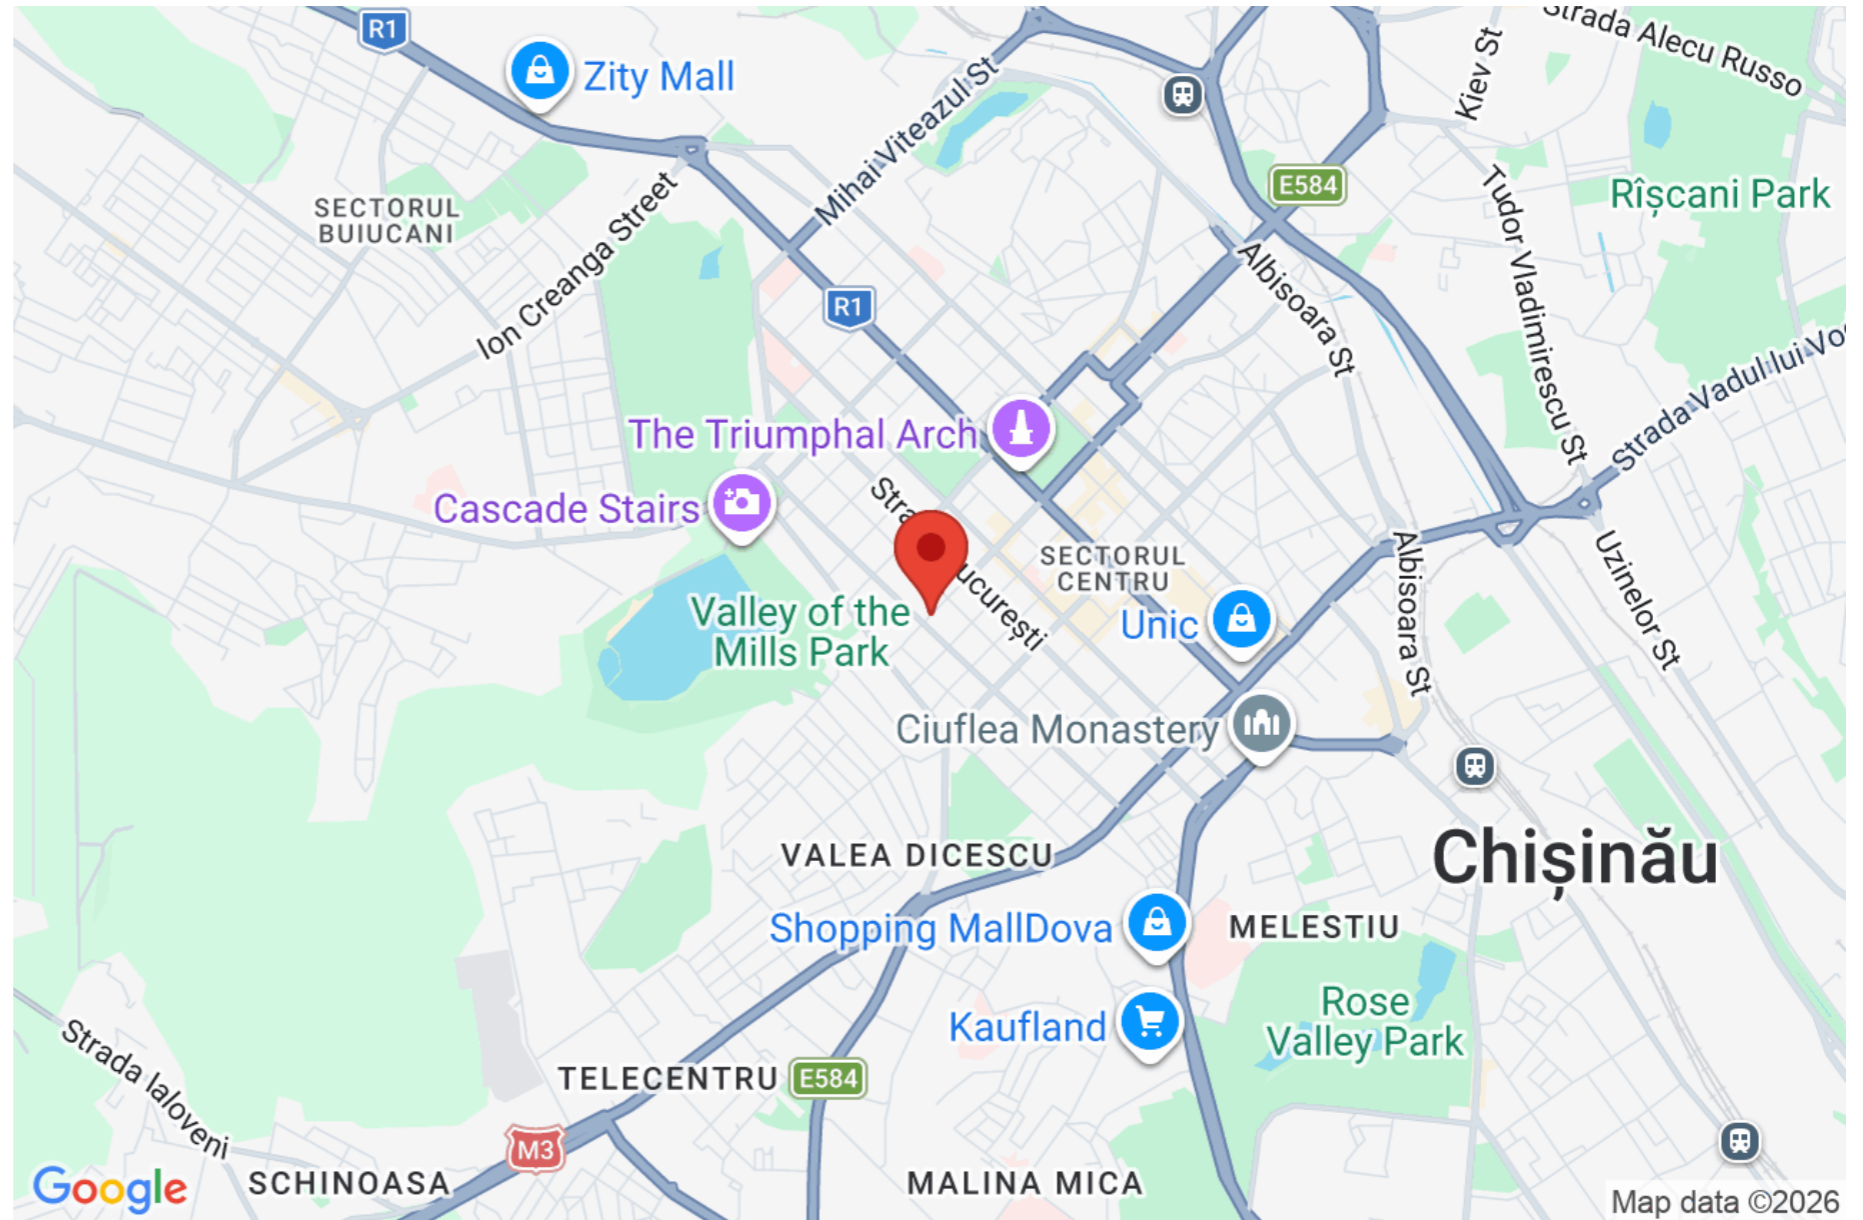 R1
Zity Mall
Strada Alecu Russo
Kiev St
Mihai Viteazul St
E584
Rîșcani Park
SECTORUL
BUIUCANI
Ion Creanga Street
Tudor Vladimirescu St
Albisoara St
R1
Strada Vadul lui Vo
The Triumphal Arch
Cascade Stairs
Stra
ucurești
SECTORUL
CENTRU
Albisoara St
Uzinelor St
Valley of the
Mills Park
Unic
Ciuflea Monastery
VALEA DICESCU
Chișinău
Shopping MallDova
MELESTIU
Rose
Valley Park
Kaufland
Strada Ialoveni
TELECENTRU
E584
M3
SCHINOASA
MALINA MICA
Google
Map data ©2026